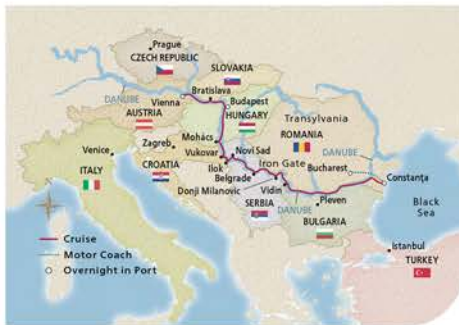 Prague
CZECH REPUBLIC
SLOVAKIA
DANUBE
Bratislava
Vienna
AUSTRIA
Budapest
HUNGARY
Transylvania
ROMANIA
Mohács
Novi Sad
Venice
Zagreb
Vukovar
Iron Gate
DANUBE
ITALY
CROATIA
Ilok
Bucharest
Constanţa
Belgrade
Vidin
Donji Milanovic
SERBIA
DANUBE
Pleven
Black
Sea
BULGARIA
Cruise
Motor Coach
Overnight in Port
Istanbul
TURKEY